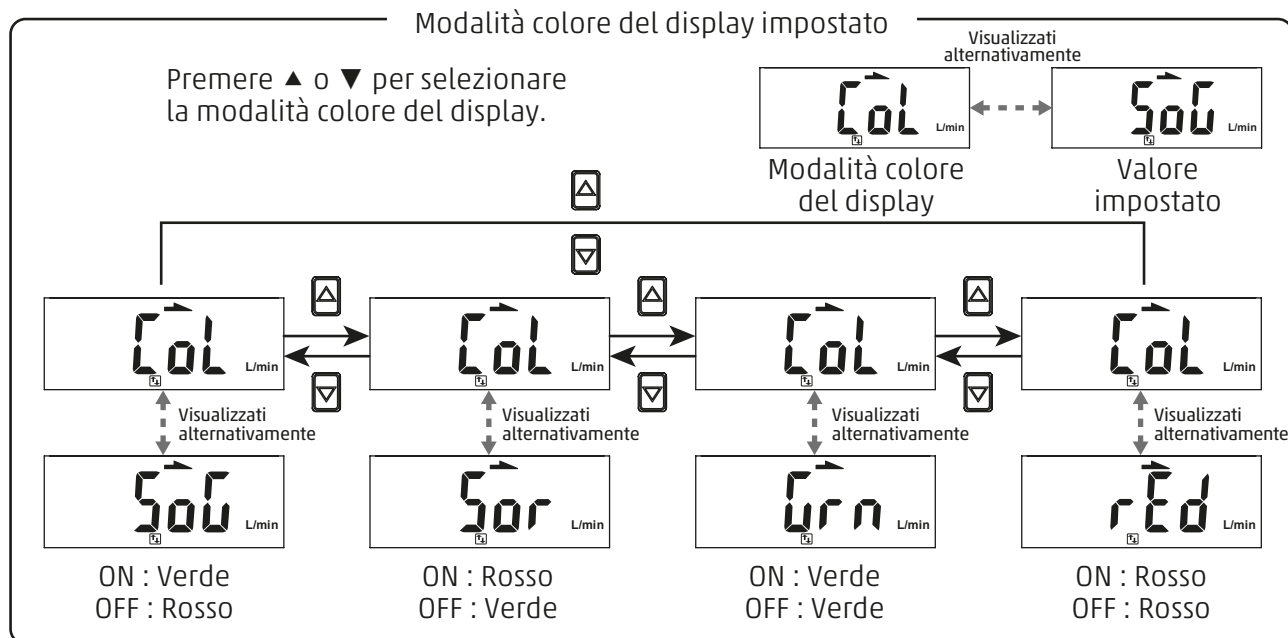 Modalità colore del display impostato
Premere ▲ o ▼ per selezionare
la modalità colore del display.
Visualizzati
alternativamente
CoL L/min
SoG L/min
Modalità colore
del display
Valore
impostato
CoL L/min
CoL L/min
CoL L/min
CoL L/min
Visualizzati
alternativamente
Visualizzati
alternativamente
Visualizzati
alternativamente
Visualizzati
alternativamente
SoG L/min
Sor L/min
Grn L/min
rEd L/min
ON : Verde
OFF : Rosso
ON : Rosso
OFF : Verde
ON : Verde
OFF : Verde
ON : Rosso
OFF : Rosso